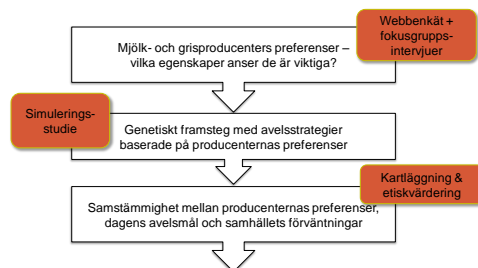 Webbenkät +
fokusgrupps-
intervjuer
Mjölk- och grisproducenters preferenser –
vilka egenskaper anser de är viktiga?
Simulerings-
studie
Genetiskt framsteg med avelsstrategier
baserade på producenternas preferenser
Kartläggning &
etiskvärdering
Samstämmighet mellan producenternas preferenser,
dagens avelsmål och samhällets förväntningar